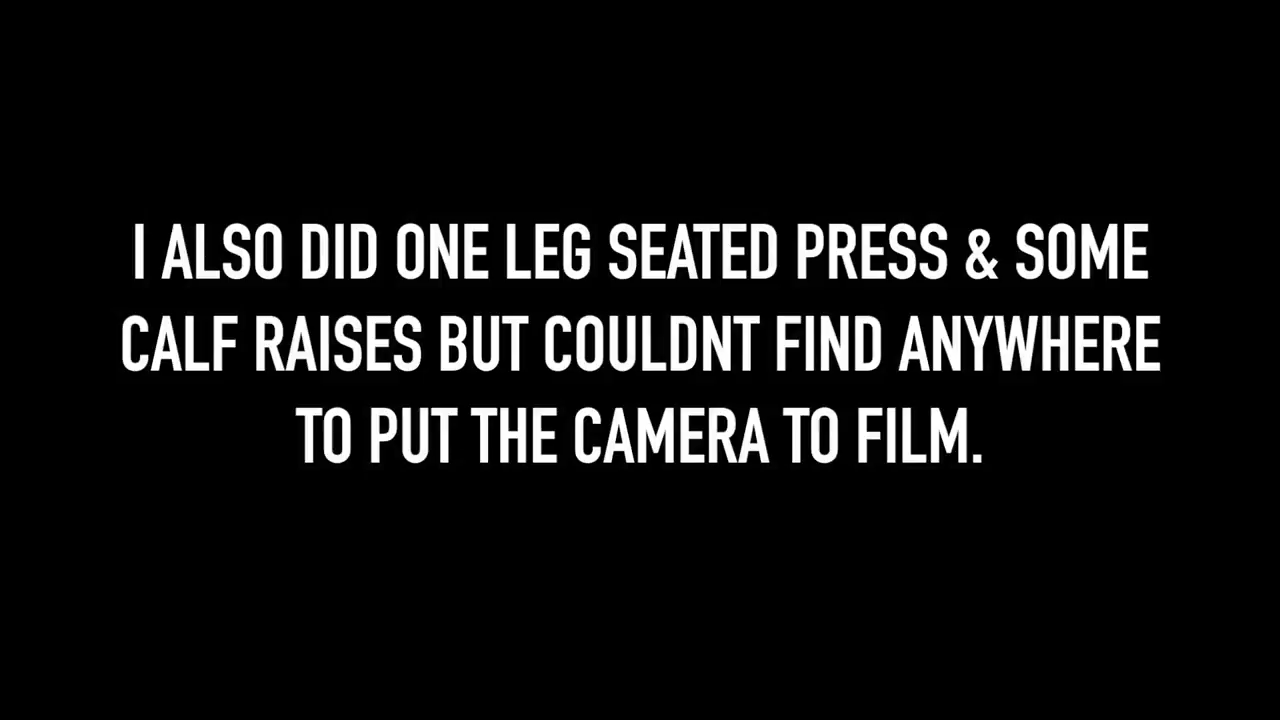 I ALSO DID ONE LEG SEATED PRESS & SOME
CALF RAISES BUT COULDNT FIND ANYWHERE
TO PUT THE CAMERA TO FILM.